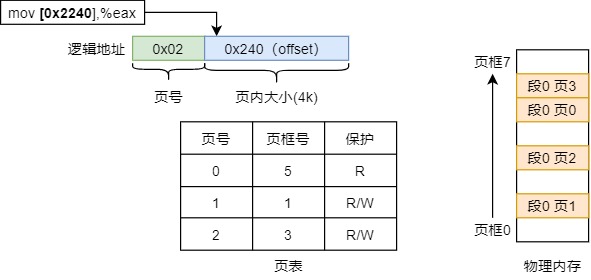 mov [0x2240],%eax
逻辑地址 0x02 0x240（offset）
页号 页内大小(4k)
页号 页框号 保护
0 5 R
1 1 R/W
2 3 R/W
页表
页框7
段0 页3
段0 页0
段0 页2
段0 页1
页框0
物理内存